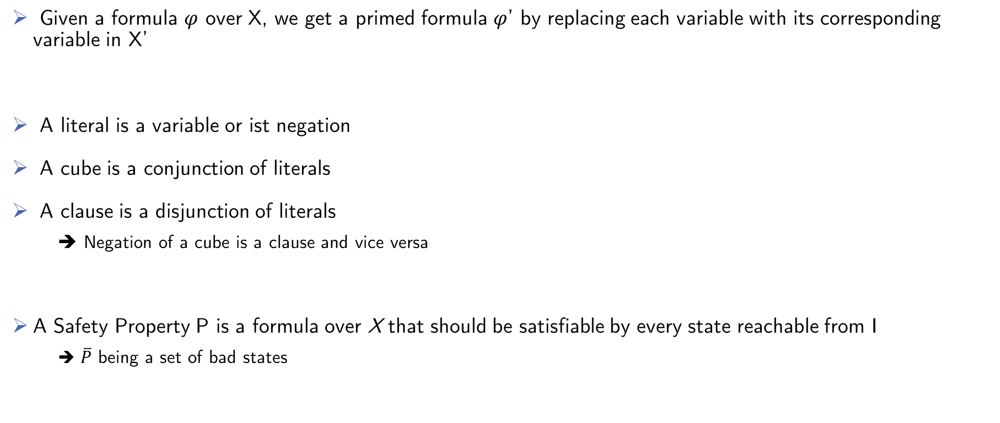 ➢ Given a formula φ over X, we get a primed formula φ' by replacing each variable with its corresponding
variable in X'
➢ A literal is a variable or ist negation
➢ A cube is a conjunction of literals
➢ A clause is a disjunction of literals
➔ Negation of a cube is a clause and vice versa
➢ A Safety Property P is a formula over X that should be satisfiable by every state reachable from I
➔ P̅ being a set of bad states